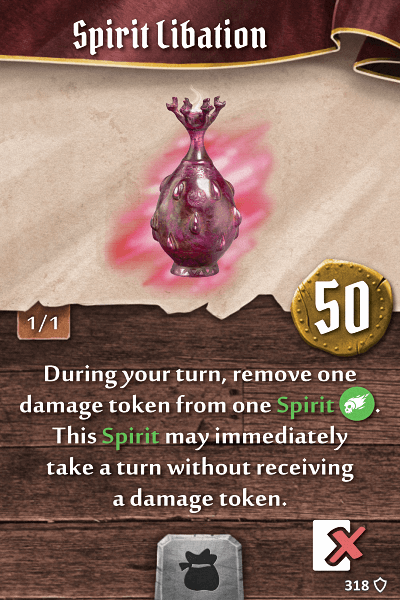 Spirit Libation
50
1/1
During your turn, remove one
damage token from one Spirit.
This Spirit may immediately
take a turn without receiving
a damage token.
318